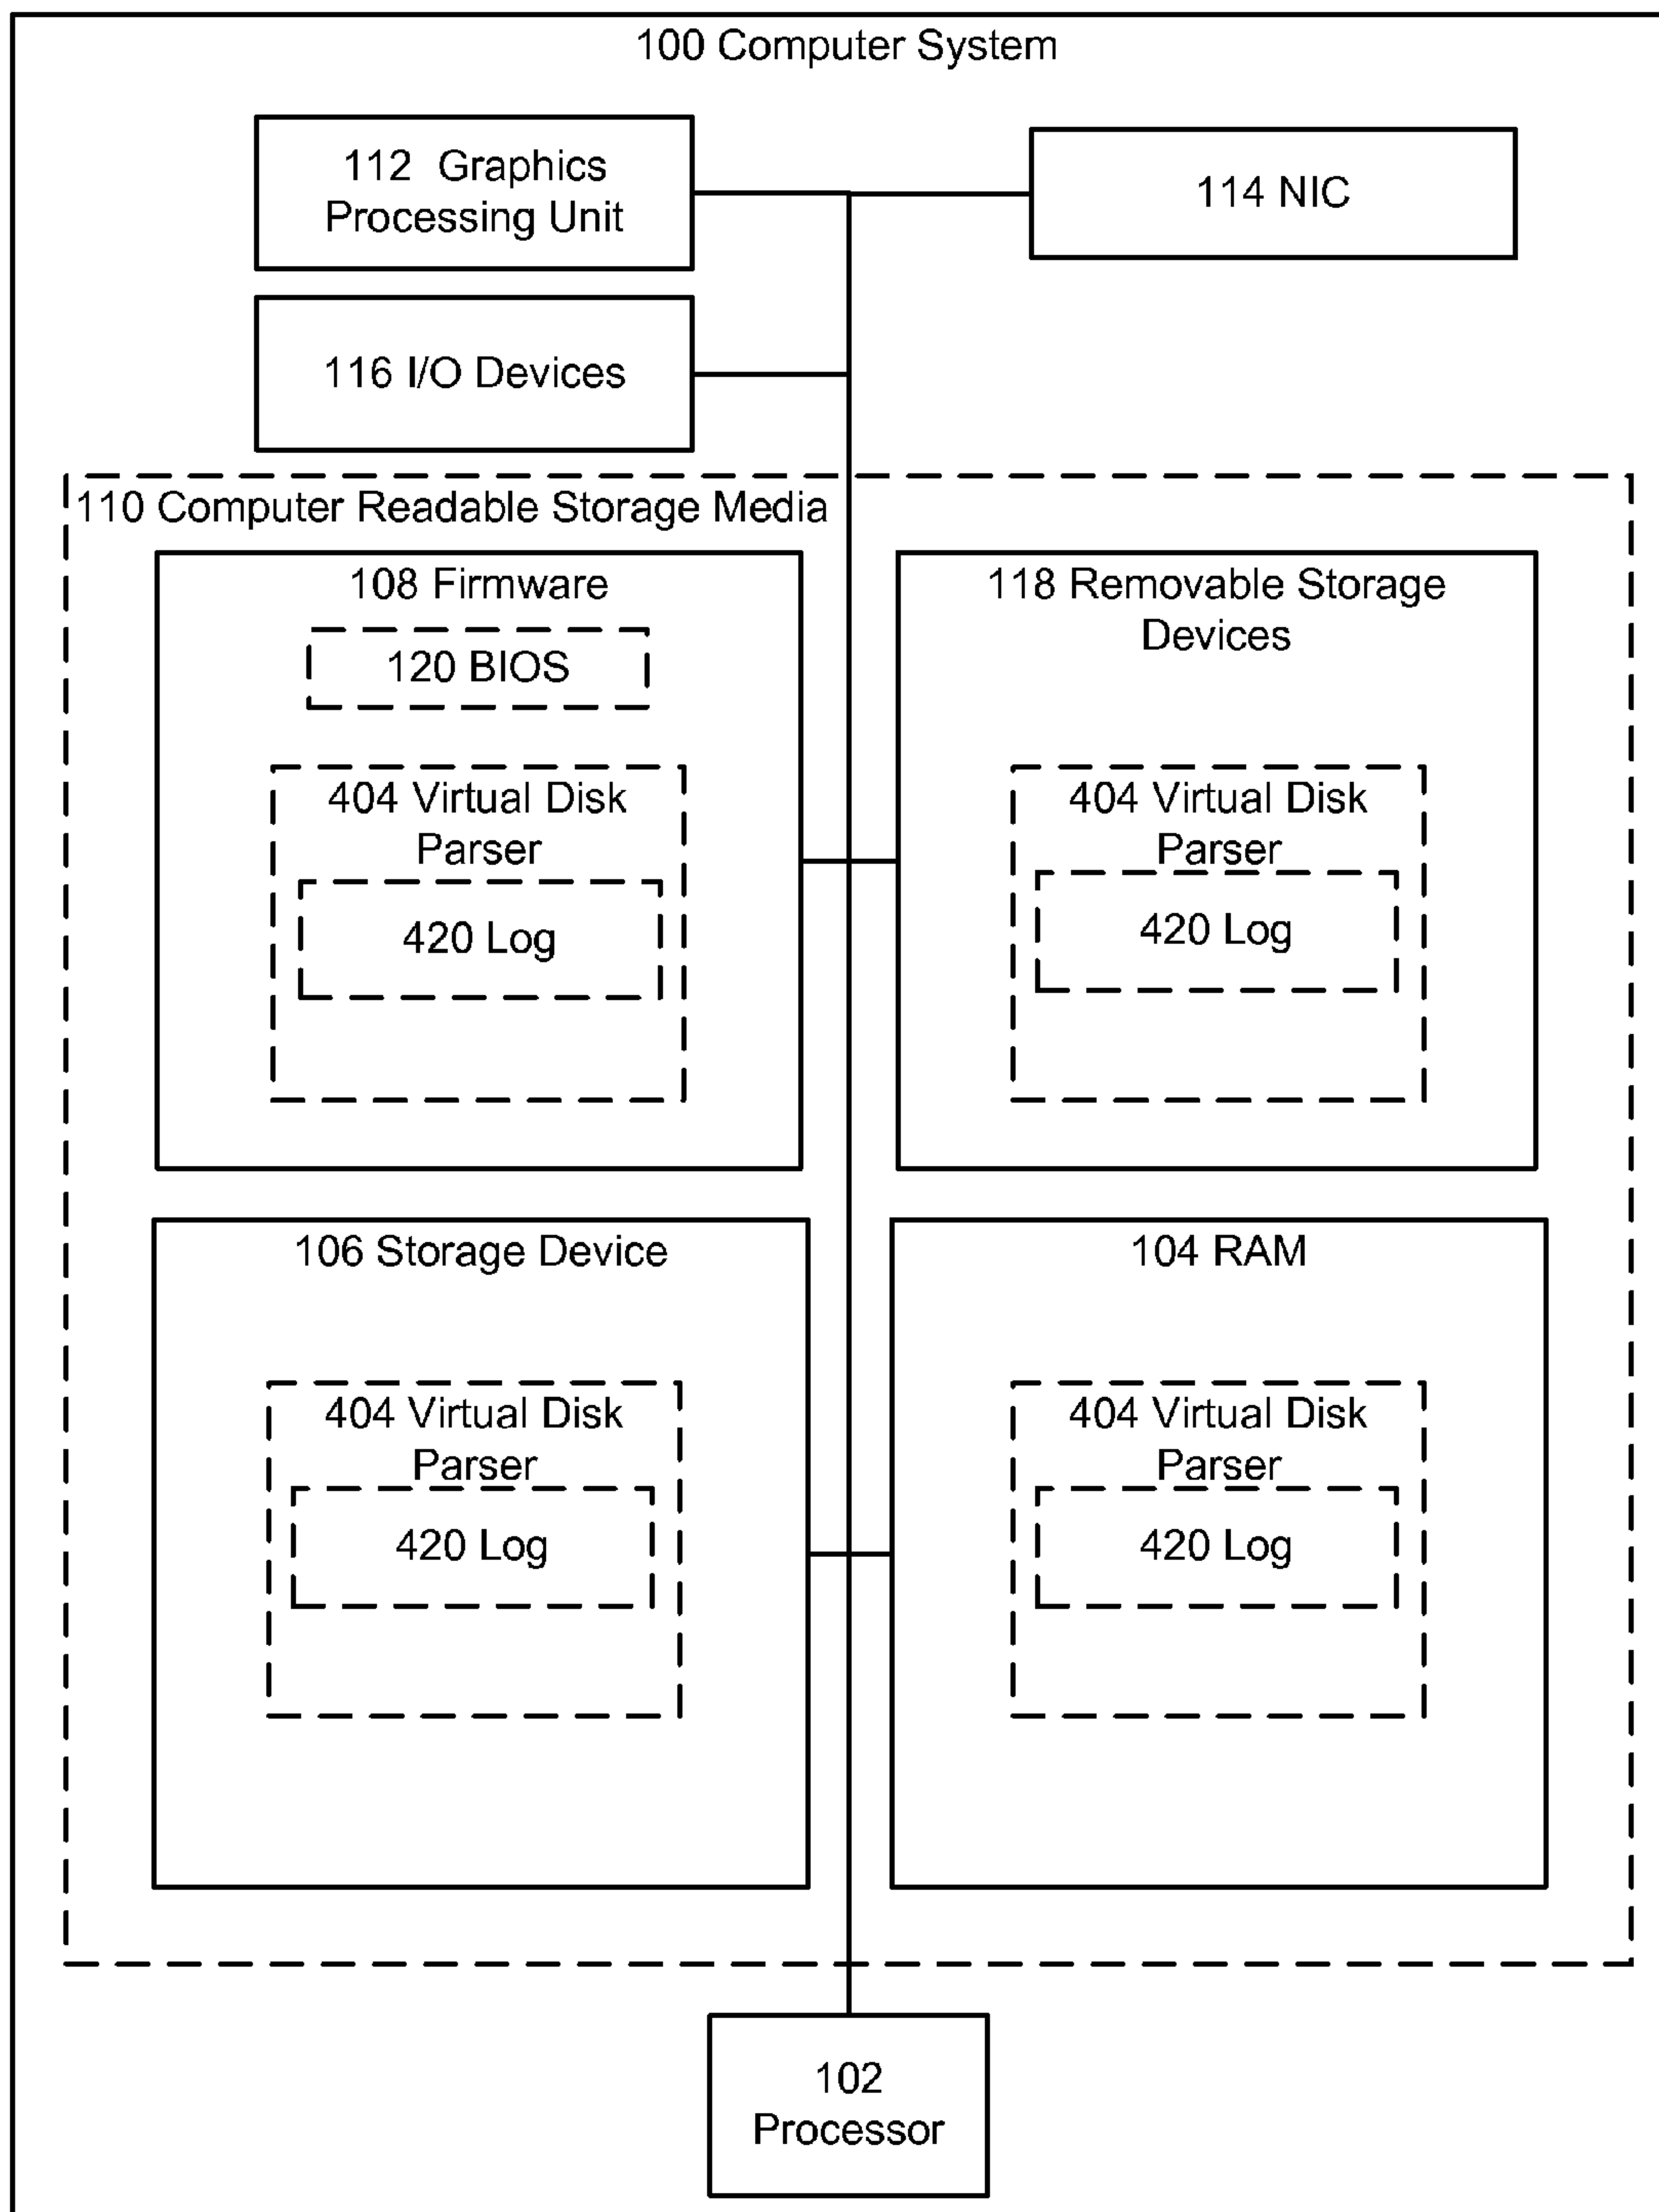 100 Computer System
112 Graphics
Processing Unit
114 NIC
116 I/O Devices
110 Computer Readable Storage Media
108 Firmware
120 BIOS
404 Virtual Disk
Parser
420 Log
118 Removable Storage
Devices
404 Virtual Disk
Parser
420 Log
106 Storage Device
404 Virtual Disk
Parser
420 Log
104 RAM
404 Virtual Disk
Parser
420 Log
102
Processor